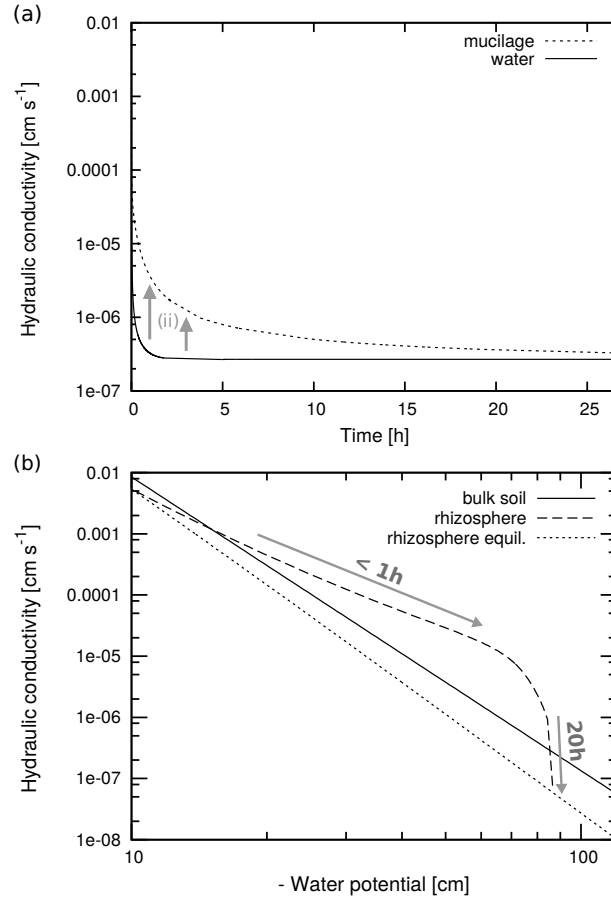 (a)
Hydraulic conductivity [cm s⁻¹]
0.01
0.001
0.0001
1e-05
1e-06
1e-07
mucilage
water
(ii)
0 5 10 15 20 25
Time [h]
(b)
Hydraulic conductivity [cm s⁻¹]
0.01
0.001
0.0001
1e-05
1e-06
1e-07
1e-08
bulk soil
rhizosphere
rhizosphere equil.
< 1h
20h
10 100
- Water potential [cm]